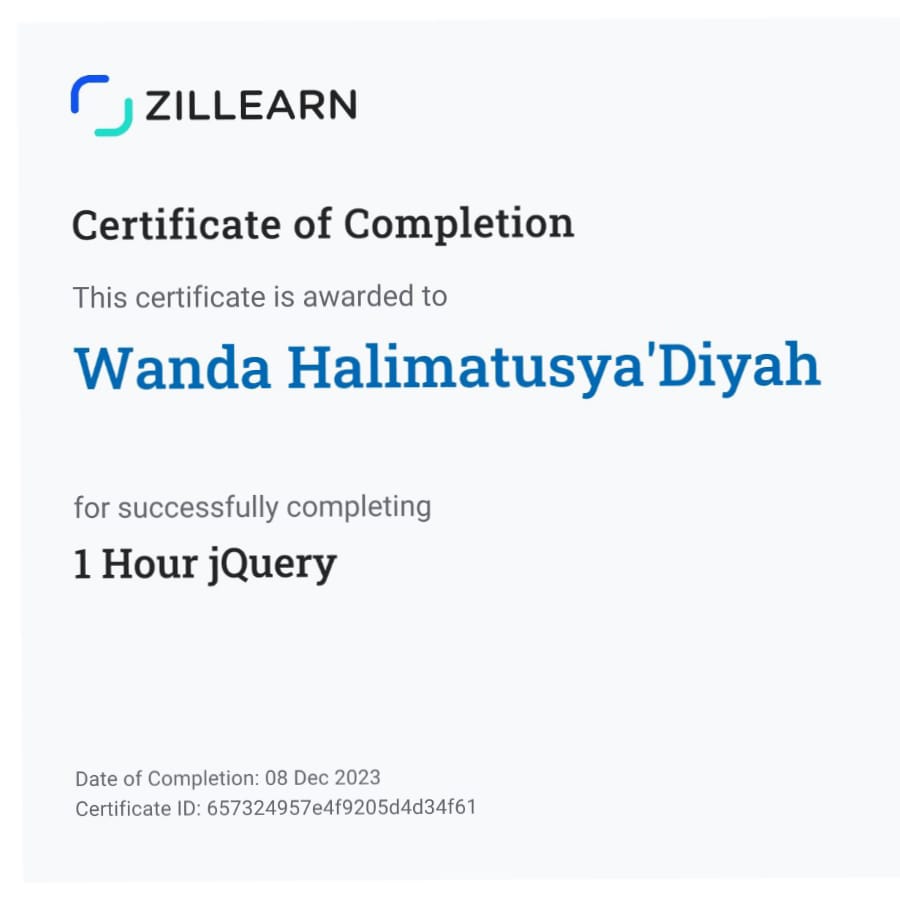 ZILLEARN
Certificate of Completion
This certificate is awarded to
Wanda Halimatusya'Diyah
for successfully completing
1 Hour jQuery
Date of Completion: 08 Dec 2023
Certificate ID: 657324957e4f9205d4d34f61